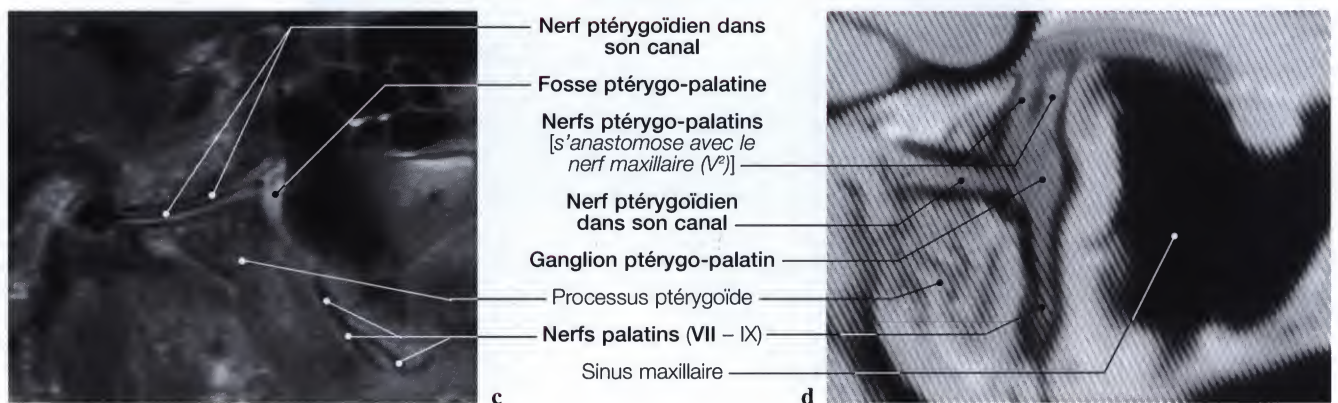 Nerf ptérygoïdien dans
son canal
Fosse ptérygo-palatine
Nerfs ptérygo-palatins
[s'anastomose avec le
nerf maxillaire (V²)]
Nerf ptérygoïdien
dans son canal
Ganglion ptérygo-palatin
Processus ptérygoïde
Nerfs palatins (VII – IX)
Sinus maxillaire
c
d